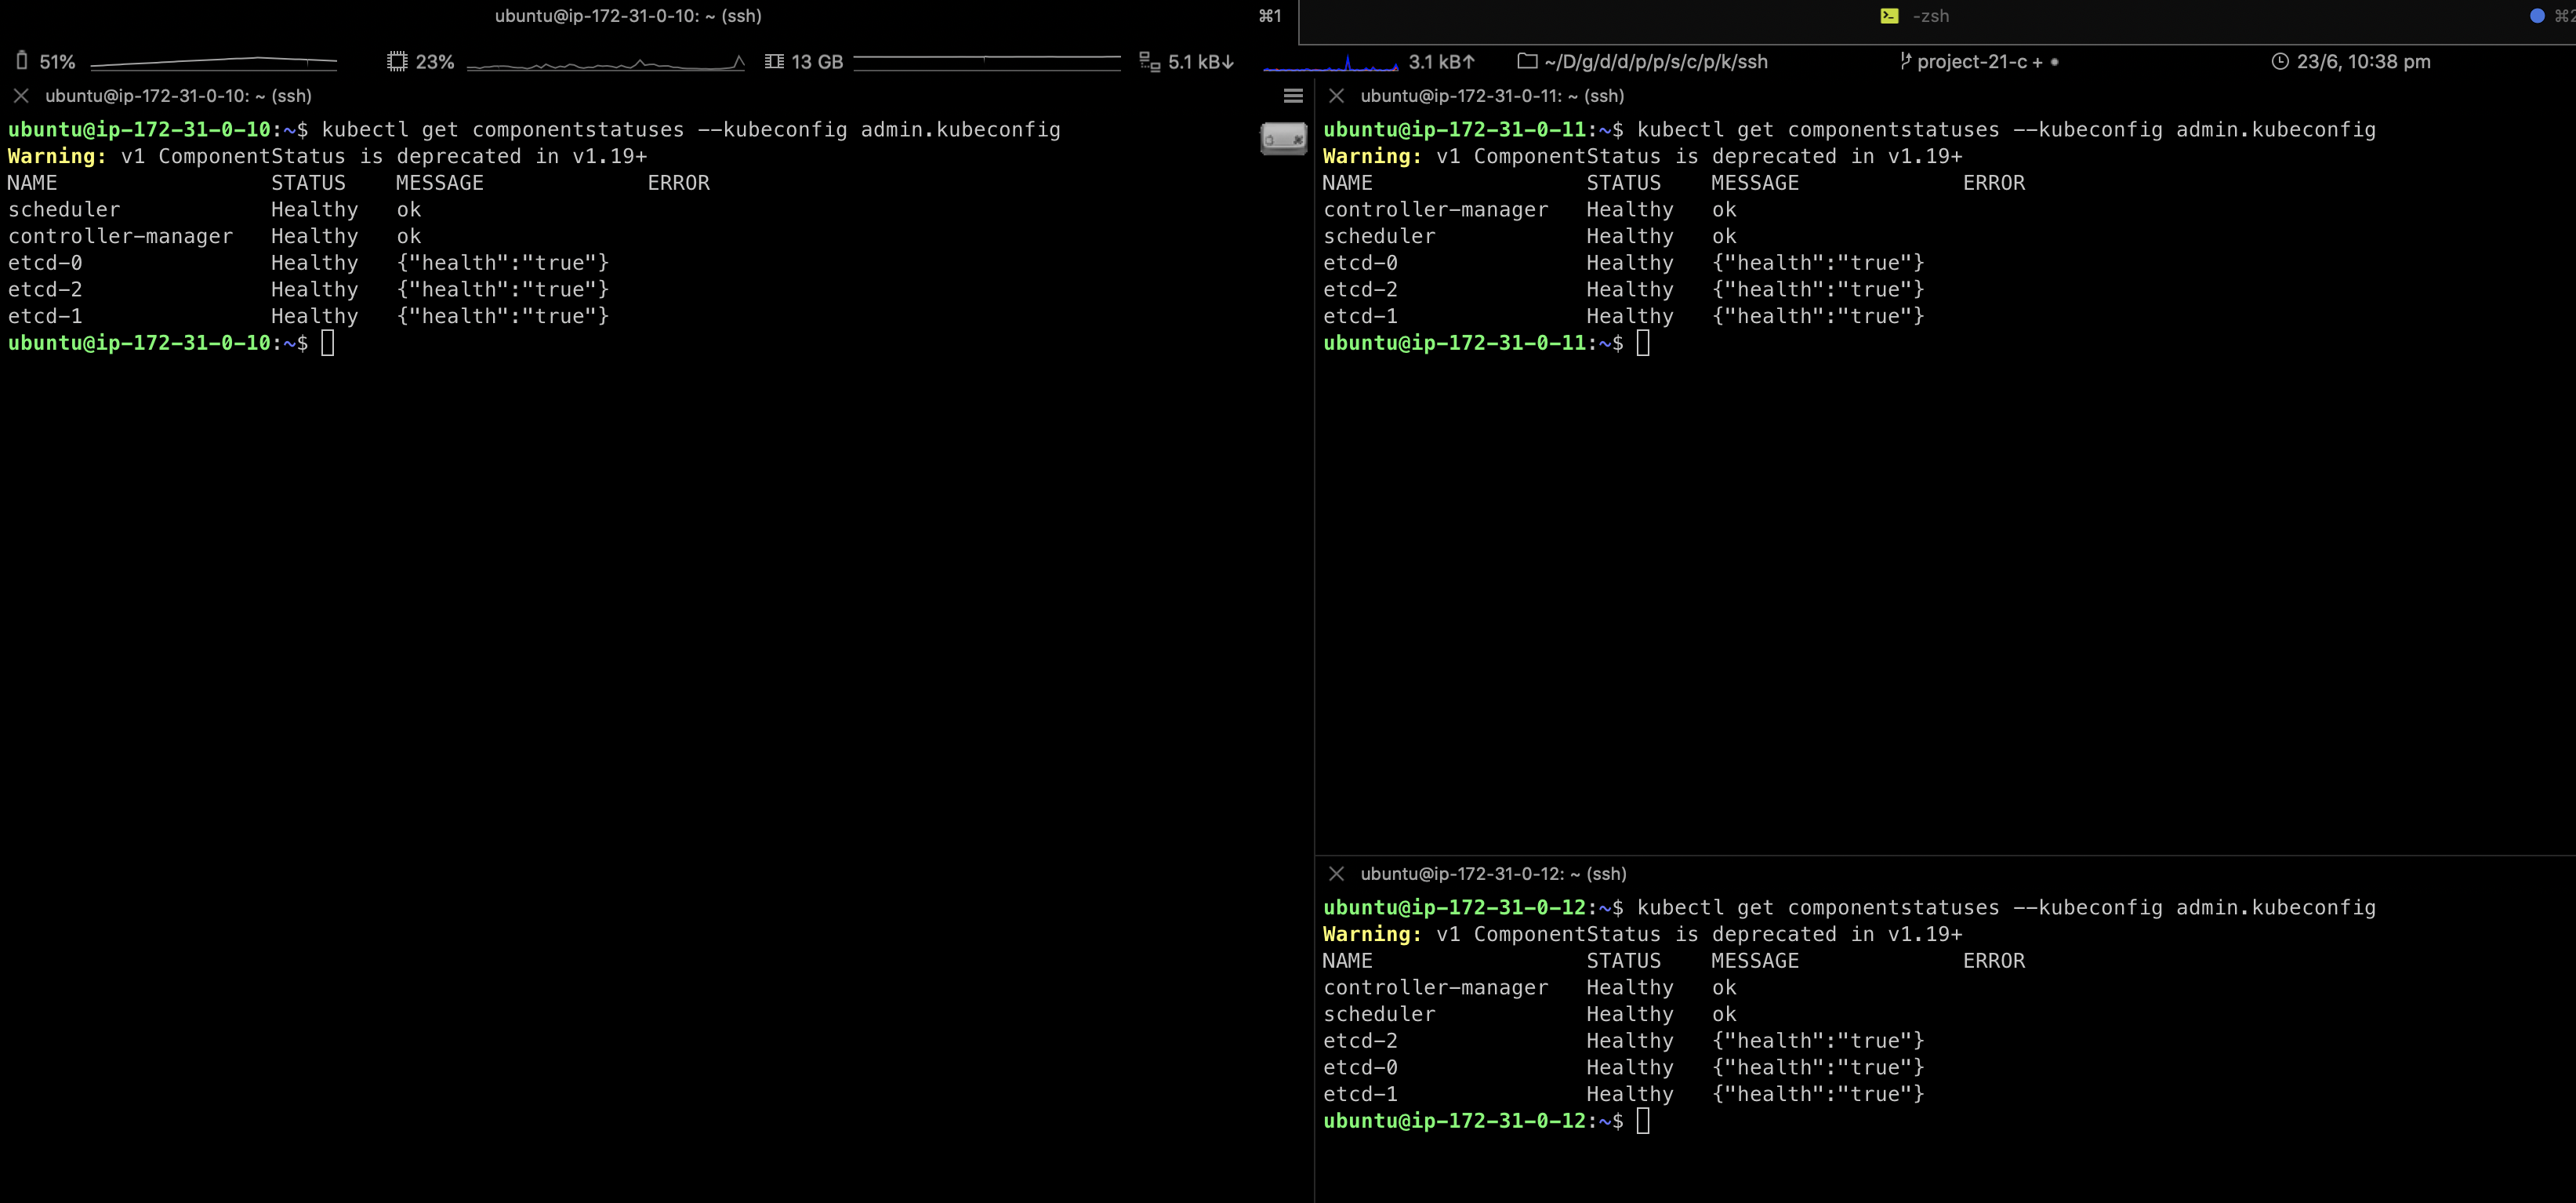 ubuntu@ip-172-31-0-10: ~ (ssh) ⌘1 -zsh
51% 23% 13 GB 5.1 kB↓ 3.1 kB↑ ~/D/g/d/d/p/p/s/c/p/k/ssh project-21-c + • 23/6, 10:38 pm
ubuntu@ip-172-31-0-10: ~ (ssh)
ubuntu@ip-172-31-0-10:~$ kubectl get componentstatuses --kubeconfig admin.kubeconfig
Warning: v1 ComponentStatus is deprecated in v1.19+
NAME STATUS MESSAGE ERROR
scheduler Healthy ok
controller-manager Healthy ok
etcd-0 Healthy {"health":"true"}
etcd-2 Healthy {"health":"true"}
etcd-1 Healthy {"health":"true"}
ubuntu@ip-172-31-0-10:~$
ubuntu@ip-172-31-0-11: ~ (ssh)
ubuntu@ip-172-31-0-11:~$ kubectl get componentstatuses --kubeconfig admin.kubeconfig
Warning: v1 ComponentStatus is deprecated in v1.19+
NAME STATUS MESSAGE ERROR
controller-manager Healthy ok
scheduler Healthy ok
etcd-0 Healthy {"health":"true"}
etcd-2 Healthy {"health":"true"}
etcd-1 Healthy {"health":"true"}
ubuntu@ip-172-31-0-11:~$
ubuntu@ip-172-31-0-12: ~ (ssh)
ubuntu@ip-172-31-0-12:~$ kubectl get componentstatuses --kubeconfig admin.kubeconfig
Warning: v1 ComponentStatus is deprecated in v1.19+
NAME STATUS MESSAGE ERROR
controller-manager Healthy ok
scheduler Healthy ok
etcd-2 Healthy {"health":"true"}
etcd-0 Healthy {"health":"true"}
etcd-1 Healthy {"health":"true"}
ubuntu@ip-172-31-0-12:~$